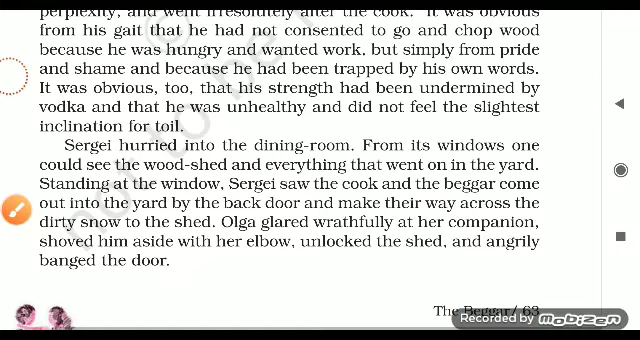 perplexity, and went irresolutely after the cook. It was obvious
from his gait that he had not consented to go and chop wood
because he was hungry and wanted work, but simply from pride
and shame and because he had been trapped by his own words.
It was obvious, too, that his strength had been undermined by
vodka and that he was unhealthy and did not feel the slightest
inclination for toil.
Sergei hurried into the dining-room. From its windows one
could see the wood-shed and everything that went on in the yard.
Standing at the window, Sergei saw the cook and the beggar come
out into the yard by the back door and make their way across the
dirty snow to the shed. Olga glared wrathfully at her companion,
shoved him aside with her elbow, unlocked the shed, and angrily
banged the door.
The Beggar/ 63
Recorded by mobizen
not to be